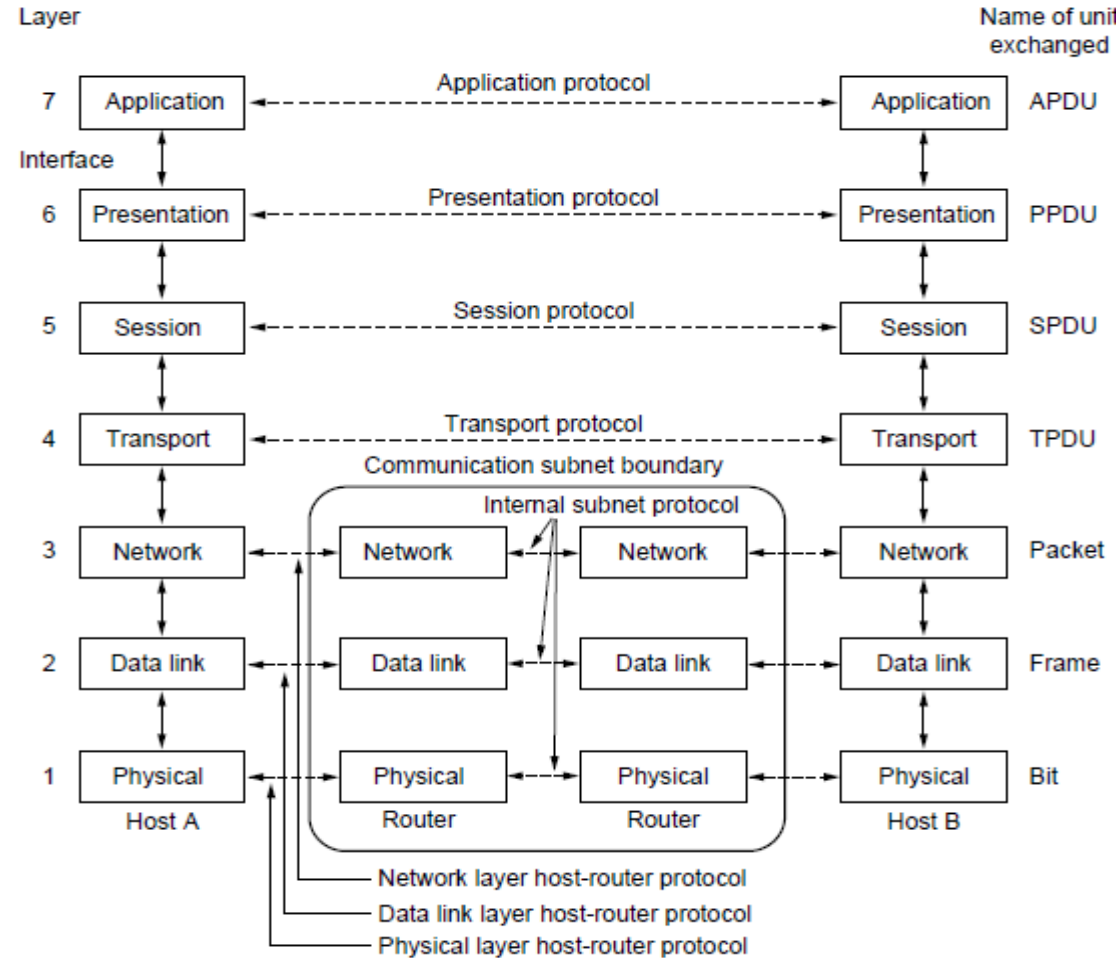 Layer
Name of unit
exchanged
Application protocol
7 Application Application APDU
Interface
Presentation protocol
6 Presentation Presentation PPDU
Session protocol
5 Session Session SPDU
Transport protocol
4 Transport Transport TPDU
Communication subnet boundary
Internal subnet protocol
3 Network Network Network Network Packet
2 Data link Data link Data link Data link Frame
1 Physical Physical Physical Physical Bit
Host A Router Router Host B
Network layer host-router protocol
Data link layer host-router protocol
Physical layer host-router protocol